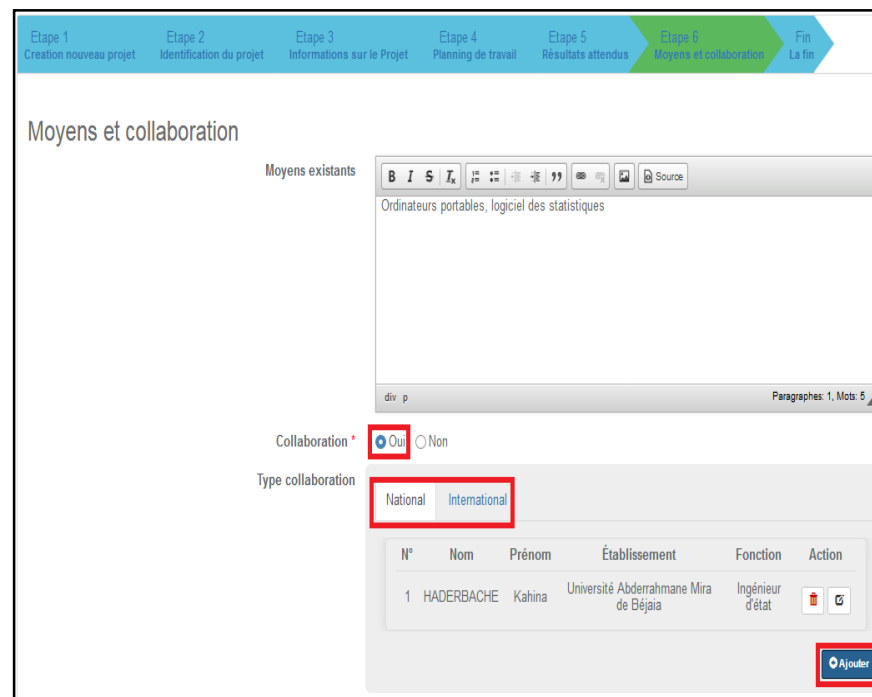 Etape 1 Etape 2 Etape 3 Etape 4 Etape 5 Etape 6 Fin
Creation nouveau projet Identification du projet Informations sur le Projet Planning de travail Rèsultats attendus Moyens et collaboration La fin
Moyens et collaboration
Moyens existants
B I S Tx Source
Ordinateurs portables, logiciel des statistiques
div p Paragraphes: 1, Mots: 5
Collaboration * Oui Non
Type collaboration
National International
N° Nom Prénom Établissement Fonction Action
1 HADERBACHE Kahina Université Abderrahmane Mira de Béjaia Ingénieur d'état
Ajouter